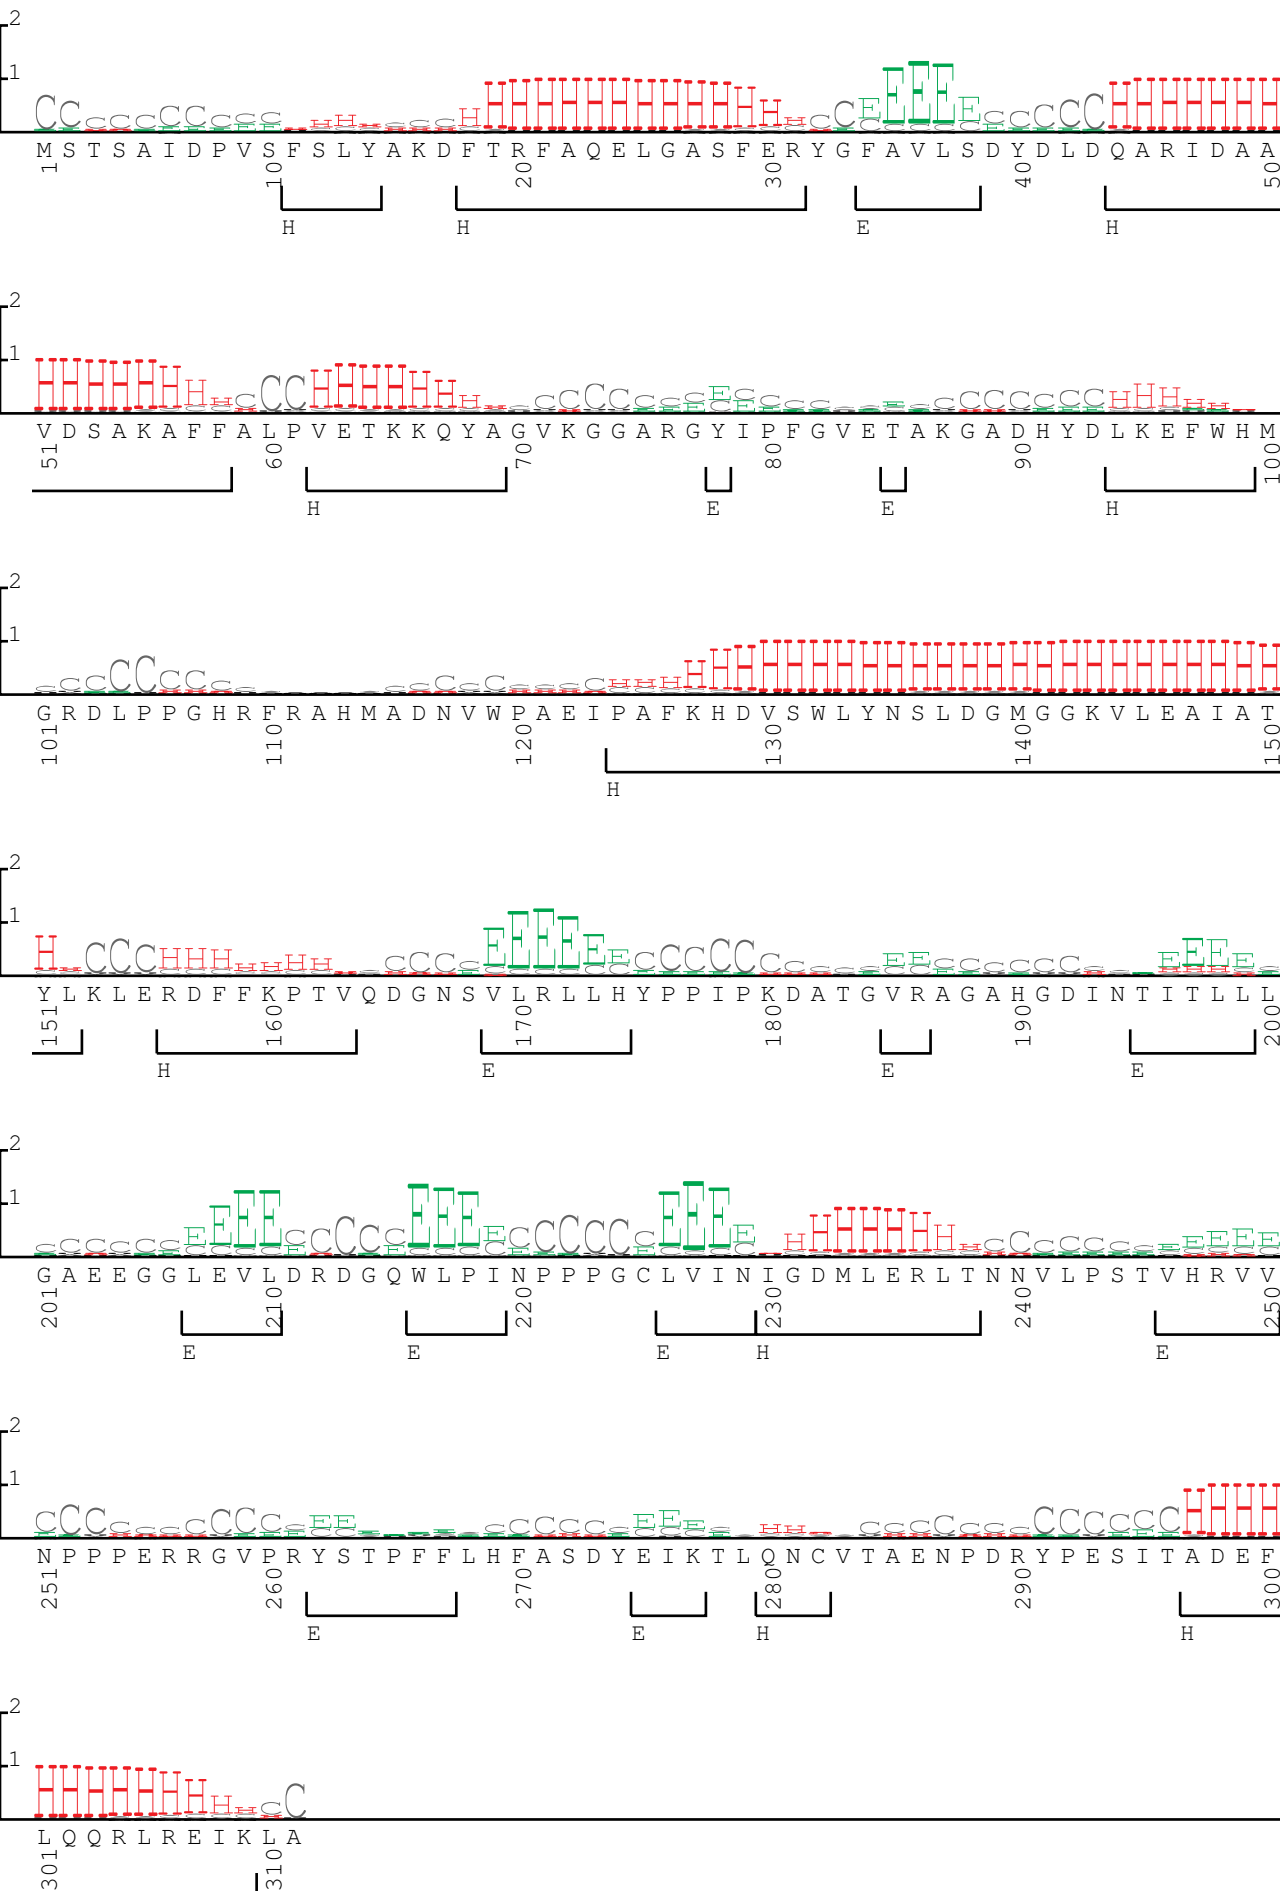 2
1
M S T S A I D P V S F S L Y A K D F T R F A Q E L G A S F E R Y G F A V L S D Y D L D Q A R I D A A
1 10 20 30 40 50
H H E H
2
1
V D S A K A F F A L P V E T K K Q Y A G V K G G A R G Y I P F G V E T A K G A D H Y D L K E F W H M
51 60 70 80 90 100
H E E H
2
1
G R D L P P G H R F R A H M A D N V W P A E I P A F K H D V S W L Y N S L D G M G G K V L E A I A T
101 110 120 130 140 150
H
2
1
Y L K L E R D F F K P T V Q D G N S V L R L L H Y P P I P K D A T G V R A G A H G D I N T I T L L L
151 160 170 180 190 200
H E E E
2
1
G A E E G G L E V L D R D G Q W L P I N P P P G C L V I N I G D M L E R L T N N V L P S T V H R V V
201 210 220 230 240 250
E E E H E
2
1
N P P P E R R G V P R Y S T P F F L H F A S D Y E I K T L Q N C V T A E N P D R Y P E S I T A D E F
251 260 270 280 290 300
E E H H
2
1
L Q Q R L R E I K L A
301 310